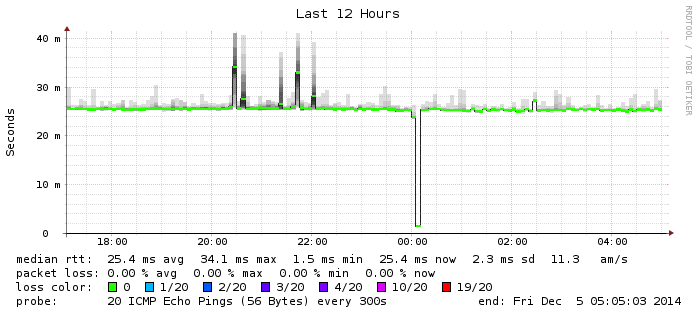 Last 12 Hours
RRDTOOL / TOBI OETIKER
Seconds
40 m
30 m
20 m
10 m
0
18:00 20:00 22:00 00:00 02:00 04:00
median rtt: 25.4 ms avg 34.1 ms max 1.5 ms min 25.4 ms now 2.3 ms sd 11.3 am/s
packet loss: 0.00 % avg 0.00 % max 0.00 % min 0.00 % now
loss color: 0 1/20 2/20 3/20 4/20 10/20 19/20
probe: 20 ICMP Echo Pings (56 Bytes) every 300s end: Fri Dec 5 05:05:03 2014